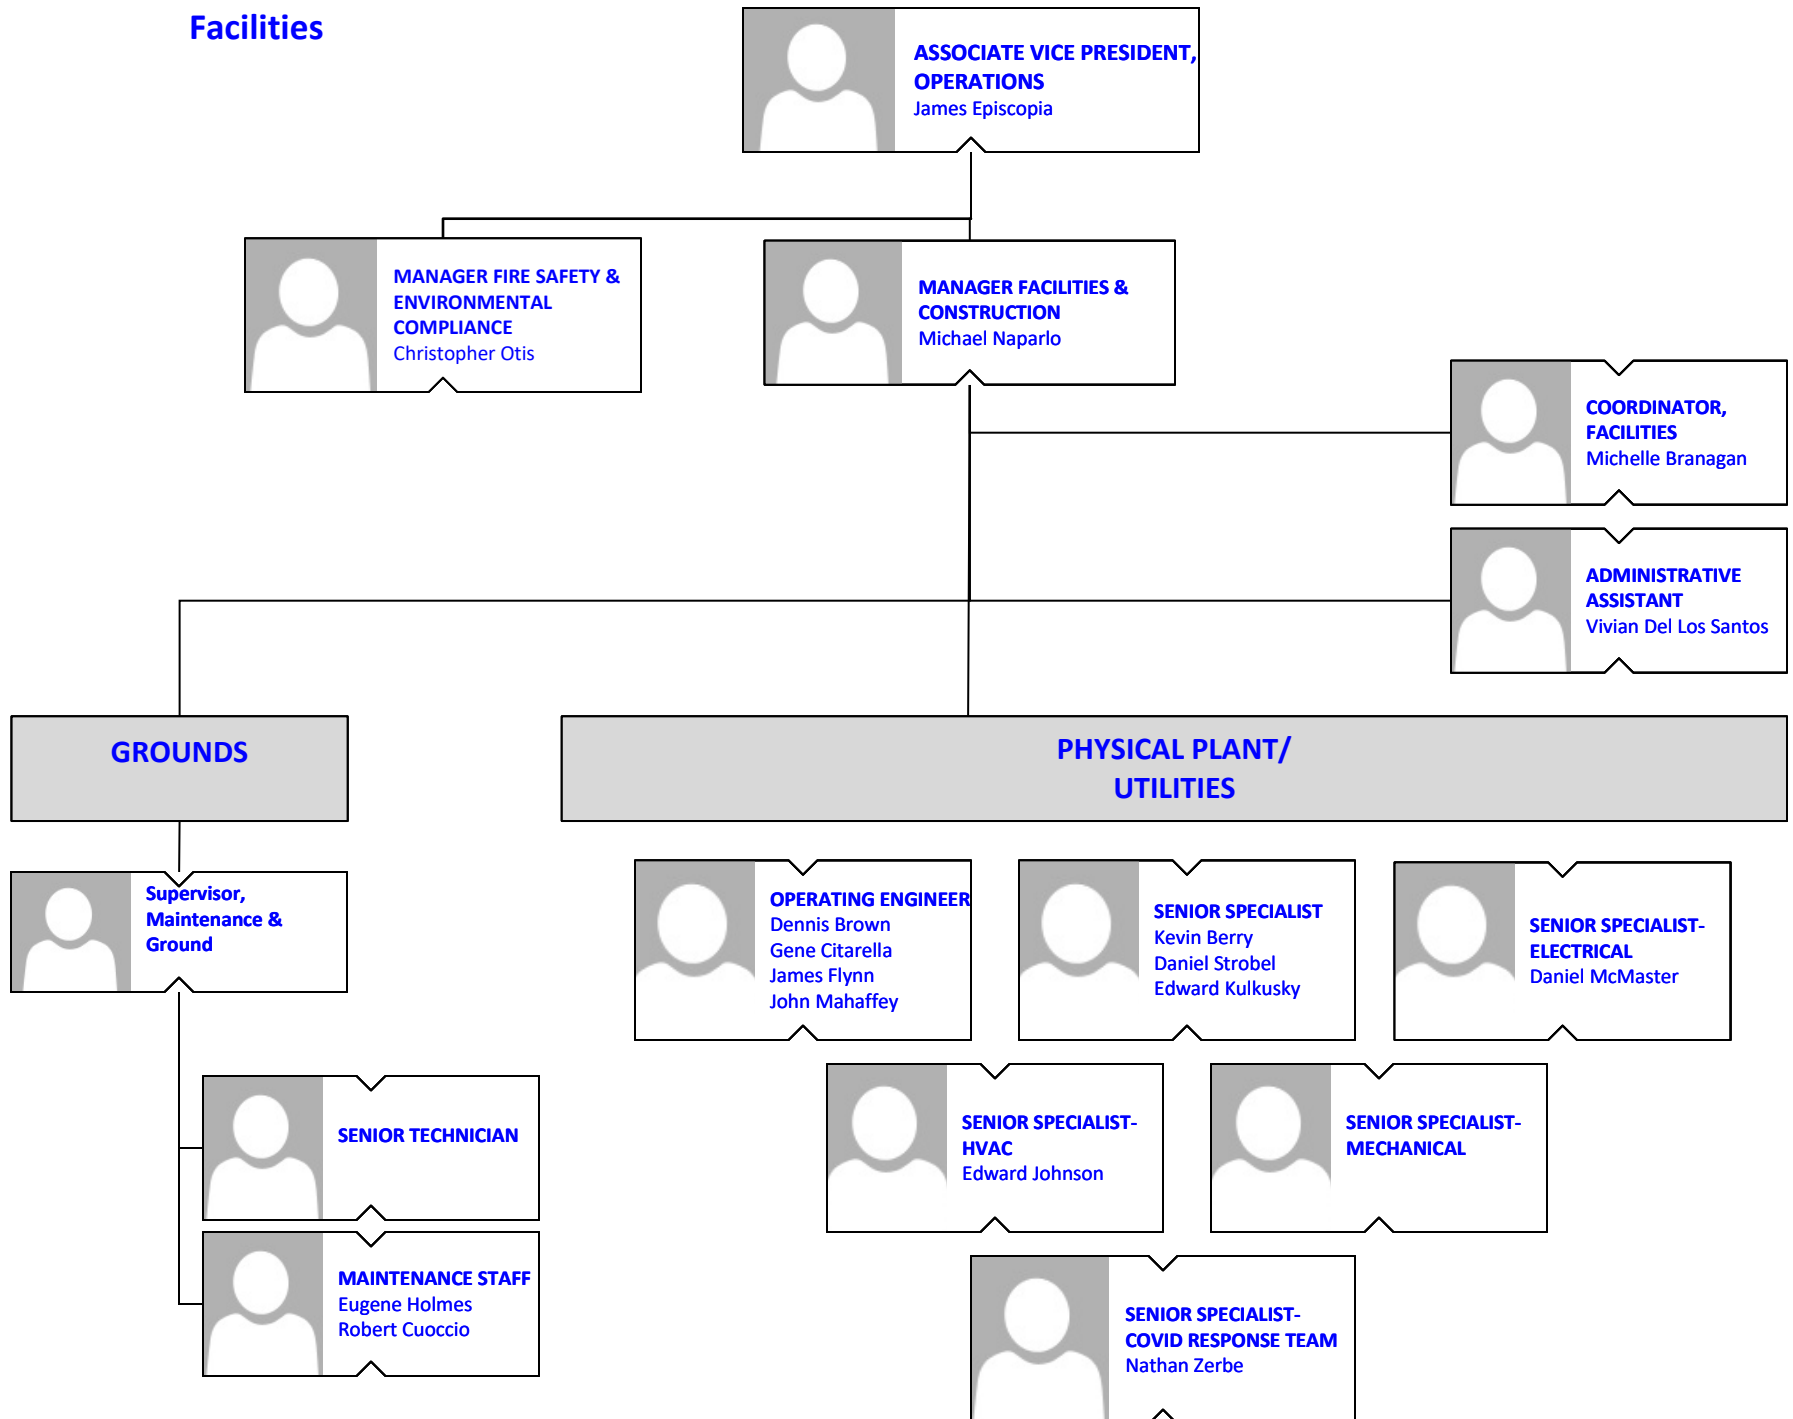 Facilities
ASSOCIATE VICE PRESIDENT,
OPERATIONS
James Episcopia
MANAGER FIRE SAFETY &
ENVIRONMENTAL
COMPLIANCE
Christopher Otis
MANAGER FACILITIES &
CONSTRUCTION
Michael Naparlo
COORDINATOR,
FACILITIES
Michelle Branagan
ADMINISTRATIVE
ASSISTANT
Vivian Del Los Santos
GROUNDS
PHYSICAL PLANT/
UTILITIES
Supervisor,
Maintenance &
Ground
OPERATING ENGINEER
Dennis Brown
Gene Citarella
James Flynn
John Mahaffey
SENIOR SPECIALIST
Kevin Berry
Daniel Strobel
Edward Kulkusky
SENIOR SPECIALIST-
ELECTRICAL
Daniel McMaster
SENIOR TECHNICIAN
SENIOR SPECIALIST-
HVAC
Edward Johnson
SENIOR SPECIALIST-
MECHANICAL
MAINTENANCE STAFF
Eugene Holmes
Robert Cuoccio
SENIOR SPECIALIST-
COVID RESPONSE TEAM
Nathan Zerbe